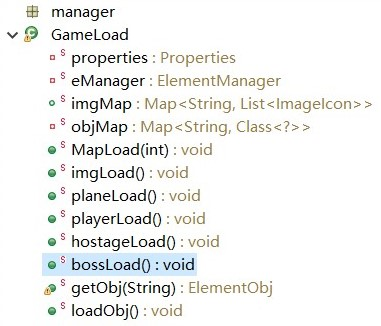 manager
GameLoad
S properties : Properties
S eManager : ElementManager
S imgMap : Map<String, List<ImageIcon>>
S objMap : Map<String, Class<?>>
S MapLoad(int) : void
S imgLoad() : void
S planeLoad() : void
S playerLoad() : void
S hostageLoad() : void
S bossLoad() : void
S getObj(String) : ElementObj
S loadObj() : void